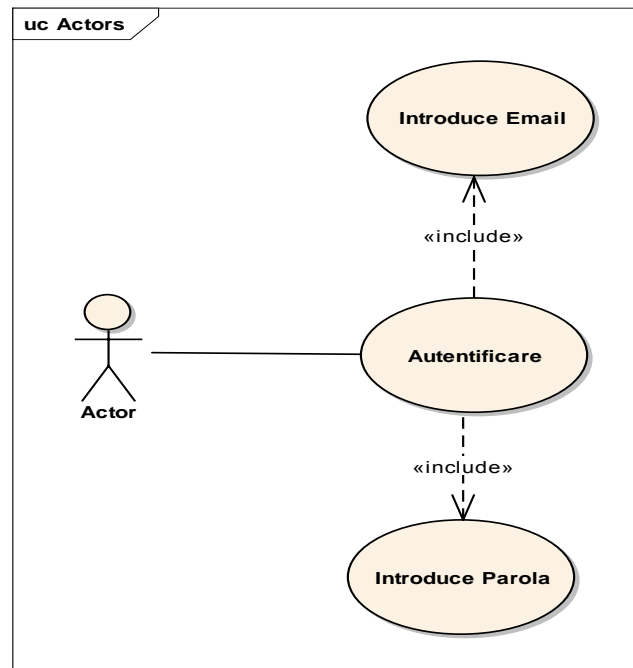 uc Actors
Introduce Email
«include»
Autentificare
Actor
«include»
Introduce Parola